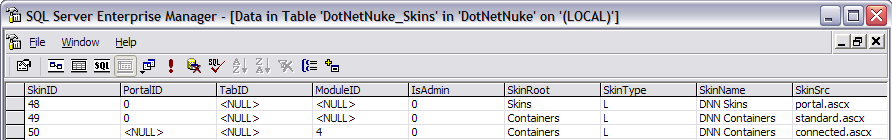 SQL Server Enterprise Manager - [Data in Table 'DotNetNuke_Skins' in 'DotNetNuke' on '(LOCAL)']
File Window Help
SQL SQL
SkinID PortalID TabID ModuleID IsAdmin SkinRoot SkinType SkinName SkinSrc
48 0 <NULL> <NULL> 0 Skins L DNN Skins portal.ascx
49 0 <NULL> <NULL> 0 Containers L DNN Containers standard.ascx
50 <NULL> <NULL> 4 0 Containers L DNN Containers connected.ascx